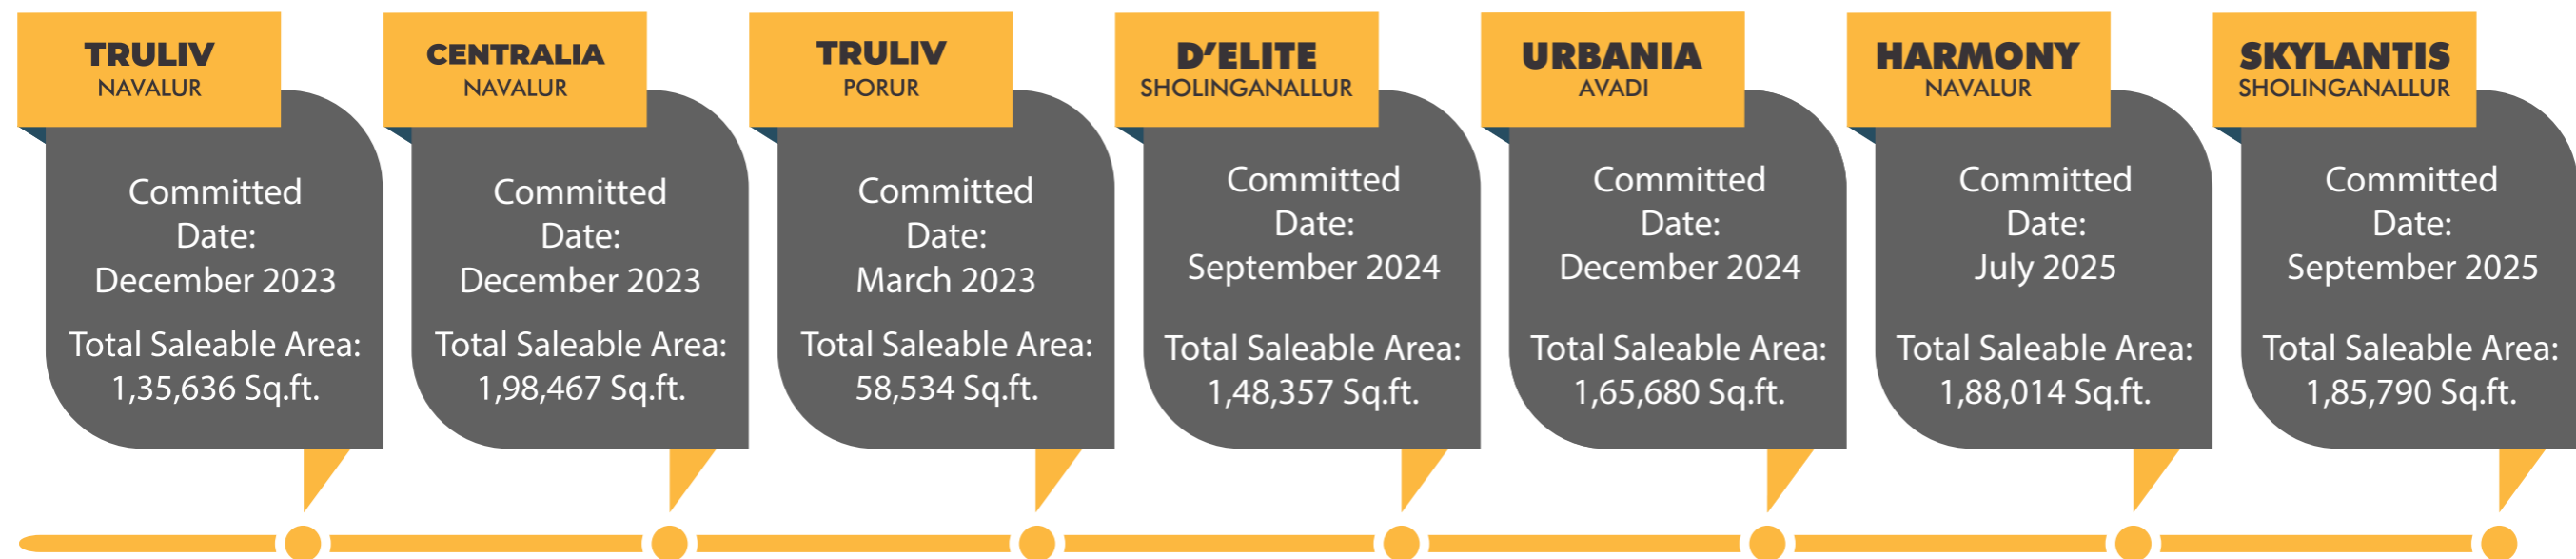 TRULIV
NAVALUR
Committed
Date:
December 2023
Total Saleable Area:
1,35,636 Sq.ft.
CENTRALIA
NAVALUR
Committed
Date:
December 2023
Total Saleable Area:
1,98,467 Sq.ft.
TRULIV
PORUR
Committed
Date:
March 2023
Total Saleable Area:
58,534 Sq.ft.
D'ELITE
SHOLINGANALLUR
Committed
Date:
September 2024
Total Saleable Area:
1,48,357 Sq.ft.
URBANIA
AVADI
Committed
Date:
December 2024
Total Saleable Area:
1,65,680 Sq.ft.
HARMONY
NAVALUR
Committed
Date:
July 2025
Total Saleable Area:
1,88,014 Sq.ft.
SKYLANTIS
SHOLINGANALLUR
Committed
Date:
September 2025
Total Saleable Area:
1,85,790 Sq.ft.